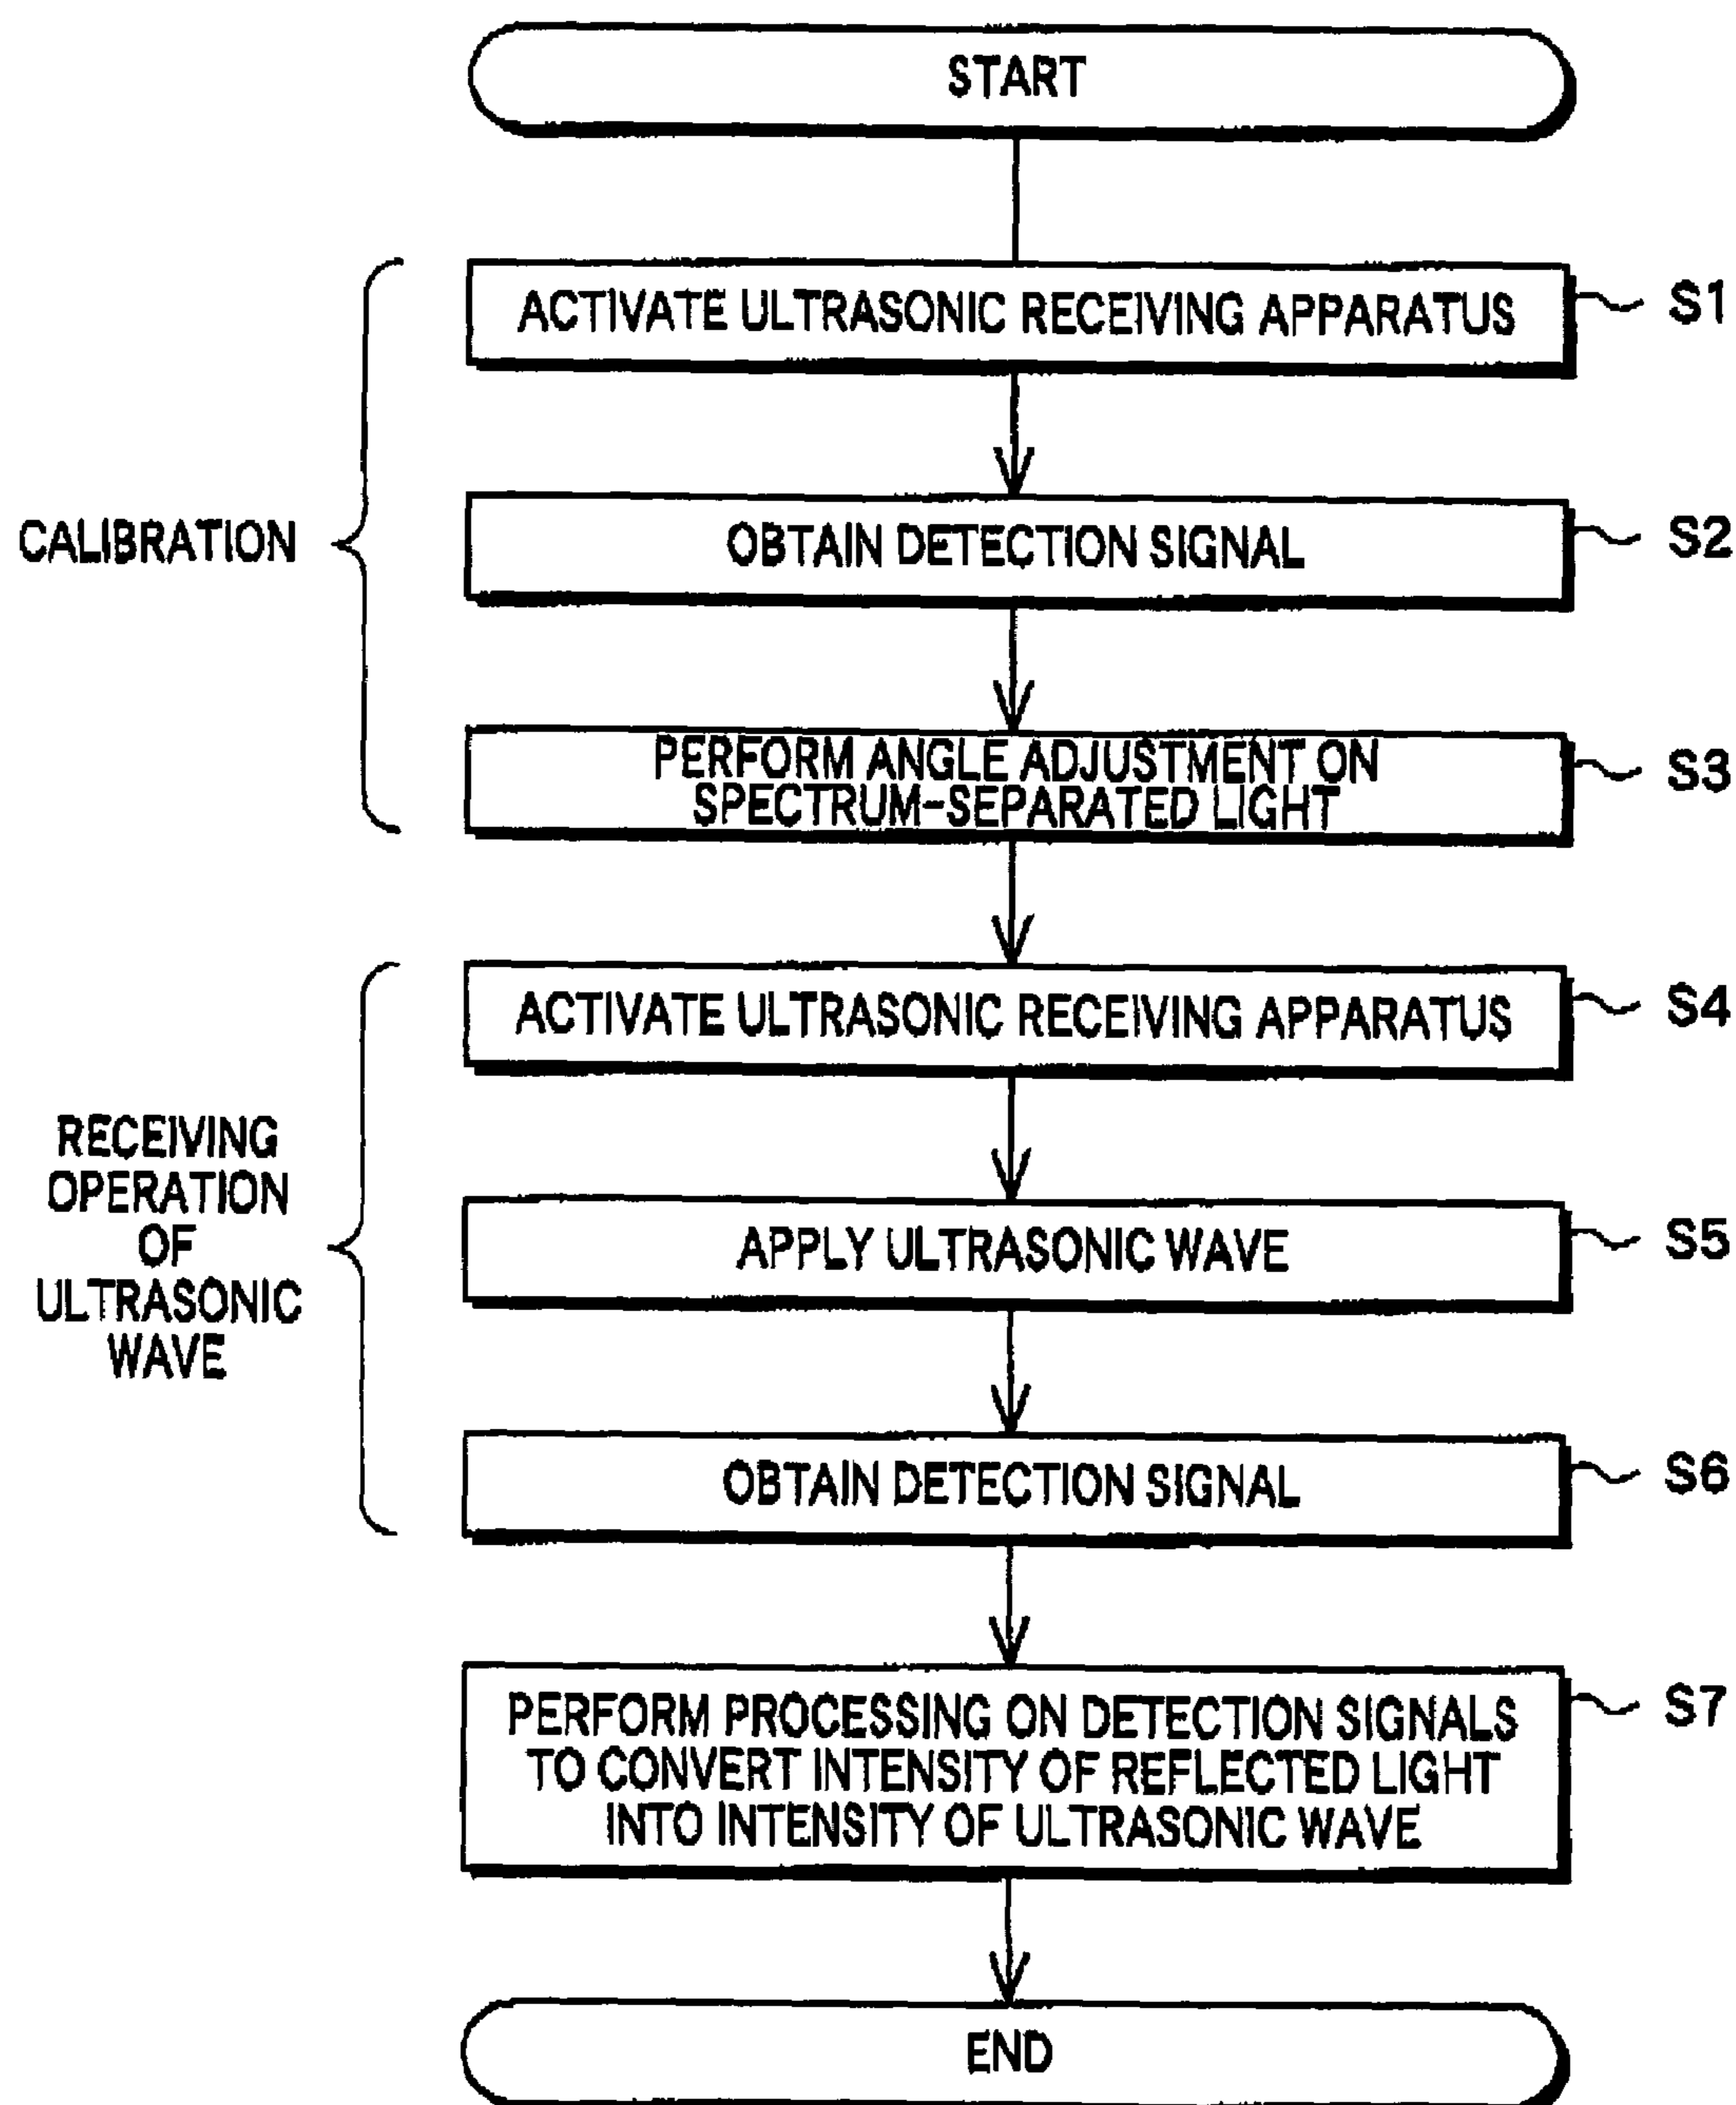 START
ACTIVATE ULTRASONIC RECEIVING APPARATUS
S1
CALIBRATION
OBTAIN DETECTION SIGNAL
S2
PERFORM ANGLE ADJUSTMENT ON
SPECTRUM-SEPARATED LIGHT
S3
ACTIVATE ULTRASONIC RECEIVING APPARATUS
S4
RECEIVING
OPERATION
OF
ULTRASONIC
WAVE
APPLY ULTRASONIC WAVE
S5
OBTAIN DETECTION SIGNAL
S6
PERFORM PROCESSING ON DETECTION SIGNALS
TO CONVERT INTENSITY OF REFLECTED LIGHT
INTO INTENSITY OF ULTRASONIC WAVE
S7
END